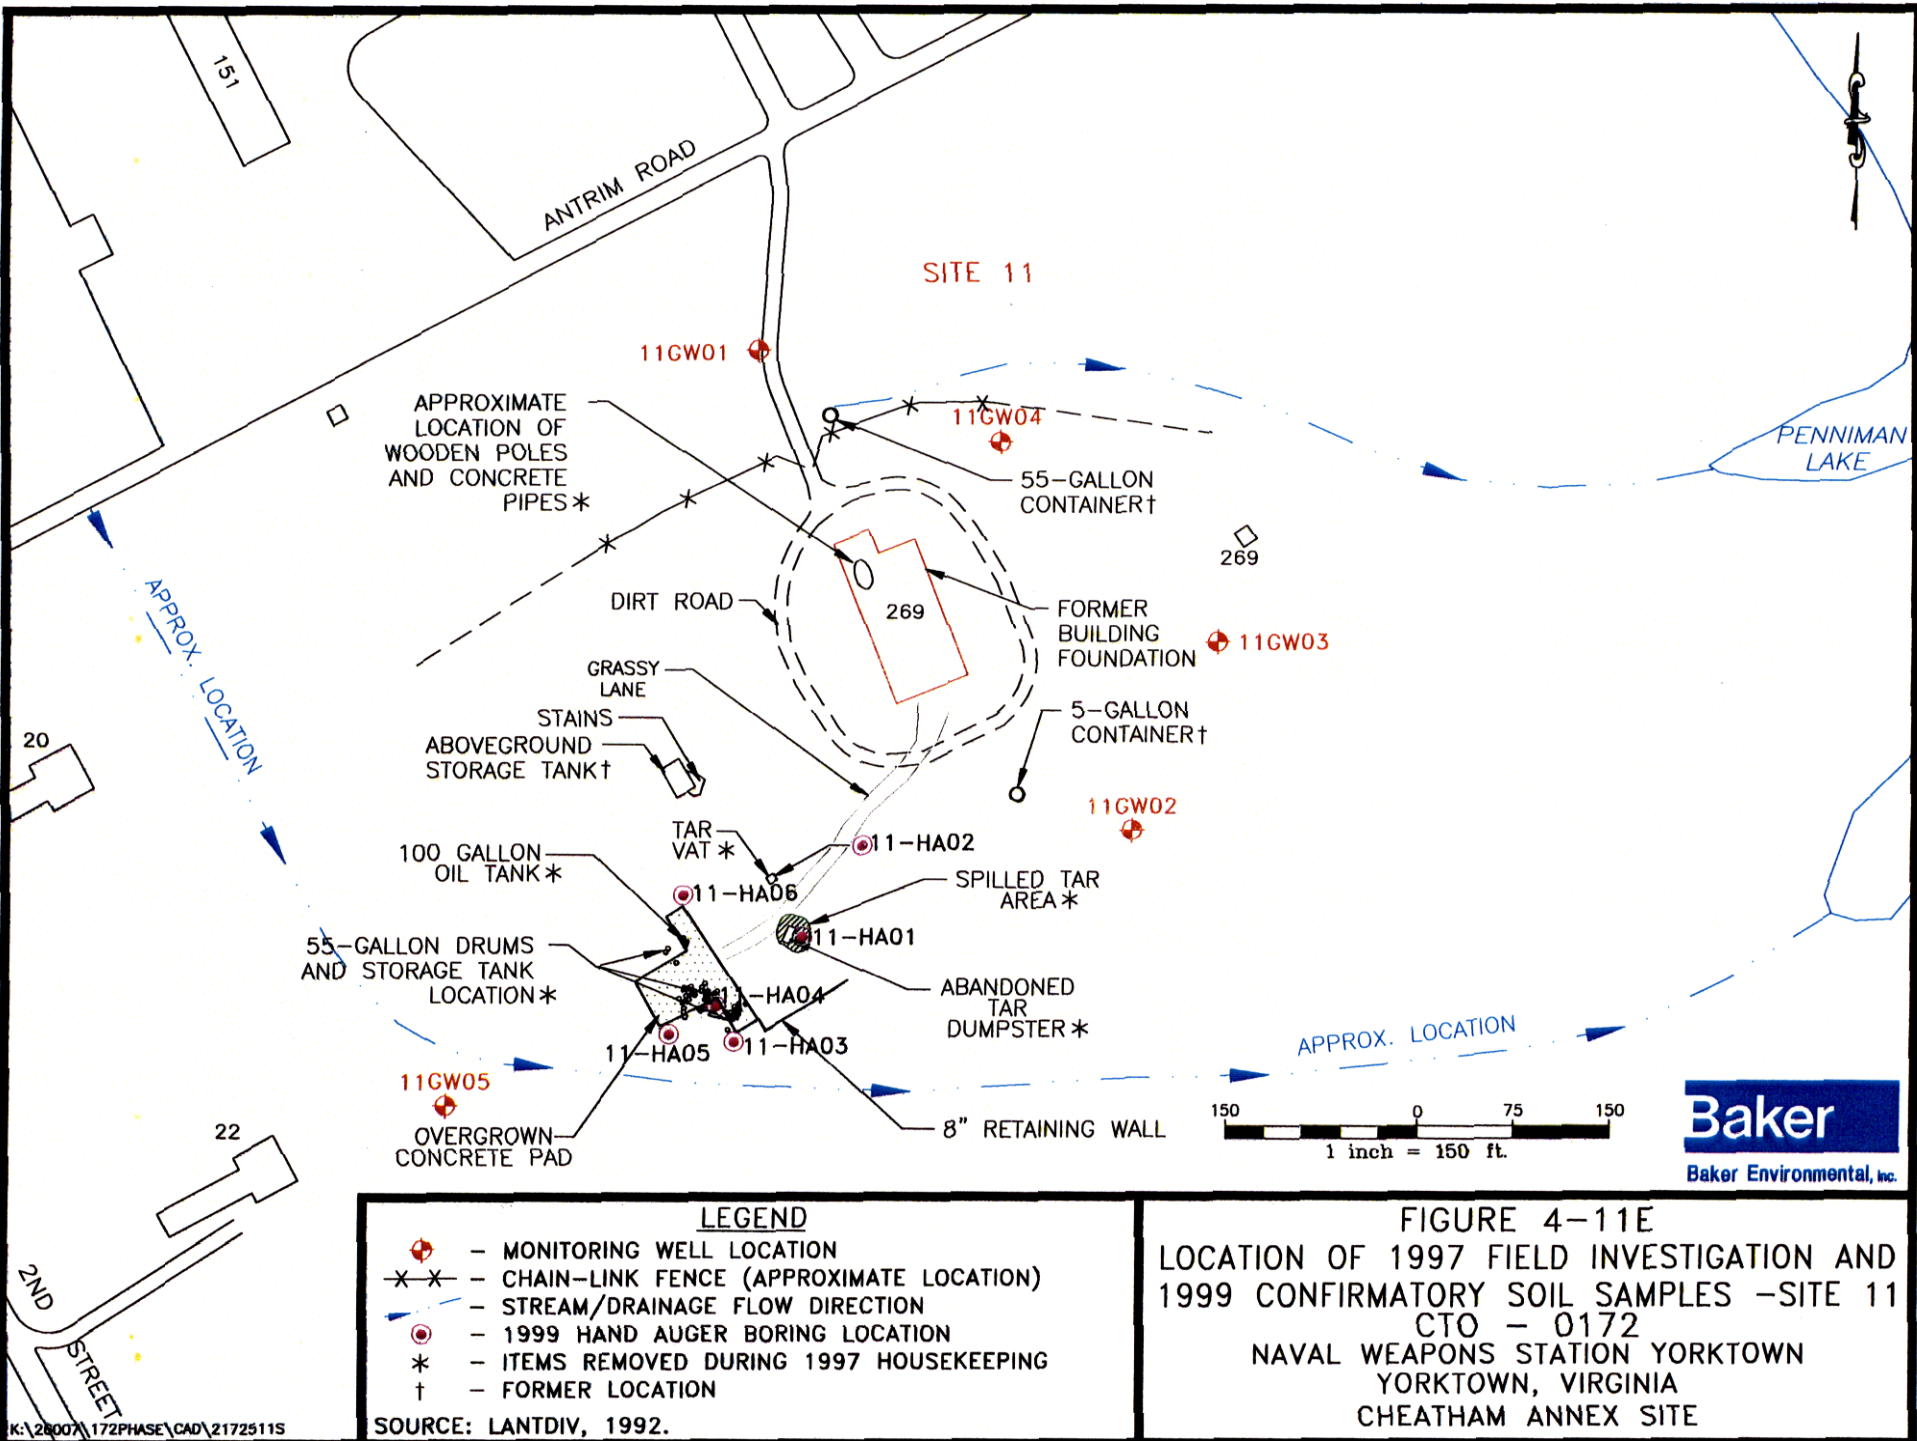 151
ANTRIM ROAD
SITE 11
11GW01
APPROXIMATE
LOCATION OF
WOODEN POLES
AND CONCRETE
PIPES*
11GW04
55-GALLON
CONTAINER†
PENNIMAN
LAKE
269
DIRT ROAD
269
FORMER
BUILDING
FOUNDATION
11GW03
APPROX. LOCATION
GRASSY
LANE
STAINS
ABOVEGROUND
STORAGE TANK†
5-GALLON
CONTAINER†
20
11GW02
TAR
VAT*
11-HA02
100 GALLON
OIL TANK*
11-HA06
SPILLED TAR
AREA*
11-HA01
55-GALLON DRUMS
AND STORAGE TANK
LOCATION*
11-HA04
ABANDONED
TAR
DUMPSTER*
11-HA05
11-HA03
APPROX. LOCATION
11GW05
OVERGROWN
CONCRETE PAD
8" RETAINING WALL
22
150 0 75 150
1 inch = 150 ft.
Baker
Baker Environmental, Inc.
2ND
STREET
LEGEND
- MONITORING WELL LOCATION
- CHAIN-LINK FENCE (APPROXIMATE LOCATION)
- STREAM/DRAINAGE FLOW DIRECTION
- 1999 HAND AUGER BORING LOCATION
* - ITEMS REMOVED DURING 1997 HOUSEKEEPING
† - FORMER LOCATION
SOURCE: LANTDIV, 1992.
FIGURE 4-11E
LOCATION OF 1997 FIELD INVESTIGATION AND
1999 CONFIRMATORY SOIL SAMPLES -SITE 11
CTO - 0172
NAVAL WEAPONS STATION YORKTOWN
YORKTOWN, VIRGINIA
CHEATHAM ANNEX SITE
K:\26007\172PHASE\CAD\2172511S